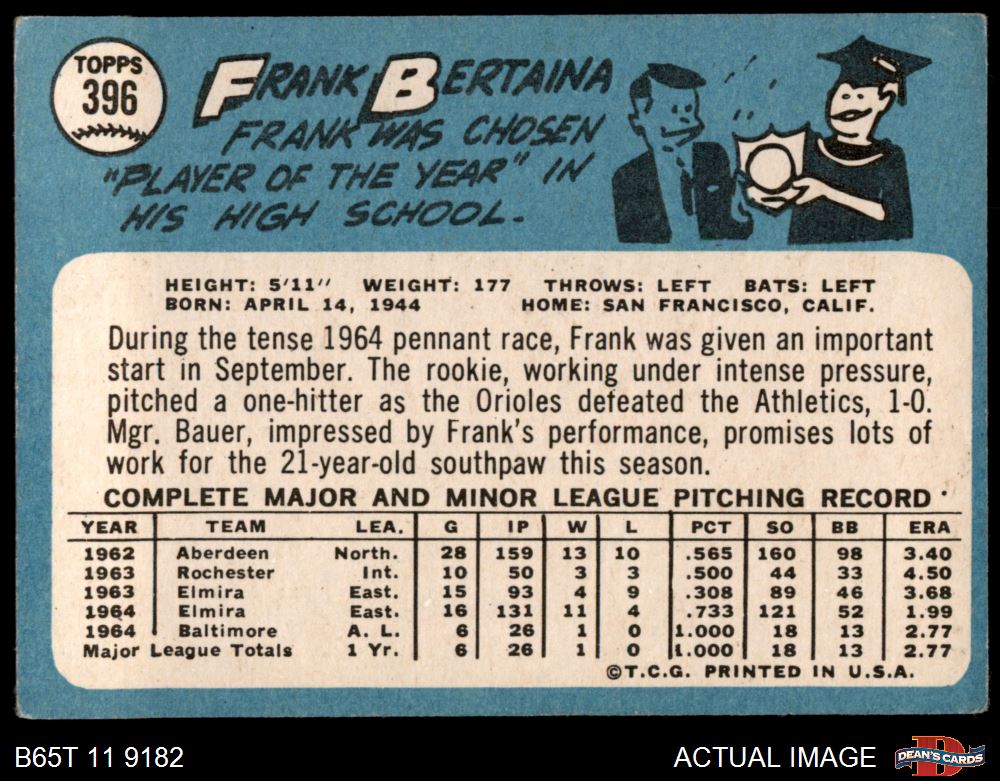 TOPPS
396
FRANK BERTAINA
FRANK WAS CHOSEN
"PLAYER OF THE YEAR" IN
HIS HIGH SCHOOL.
HEIGHT: 5'11" WEIGHT: 177 THROWS: LEFT BATS: LEFT
BORN: APRIL 14, 1944 HOME: SAN FRANCISCO, CALIF.
During the tense 1964 pennant race, Frank was given an important
start in September. The rookie, working under intense pressure,
pitched a one-hitter as the Orioles defeated the Athletics, 1-0.
Mgr. Bauer, impressed by Frank's performance, promises lots of
work for the 21-year-old southpaw this season.
COMPLETE MAJOR AND MINOR LEAGUE PITCHING RECORD
YEAR TEAM LEA. G IP W L PCT SO BB ERA
1962 Aberdeen North. 28 159 13 10 .565 160 98 3.40
1963 Rochester Int. 10 50 3 3 .500 44 33 4.50
1963 Elmira East. 15 93 4 9 .308 89 46 3.68
1964 Elmira East. 16 131 11 4 .733 121 52 1.99
1964 Baltimore A. L. 6 26 1 0 1.000 18 13 2.77
Major League Totals 1 Yr. 6 26 1 0 1.000 18 13 2.77
©T.C.G. PRINTED IN U.S.A.
B65T 11 9182 ACTUAL IMAGE DEAN'S CARDS